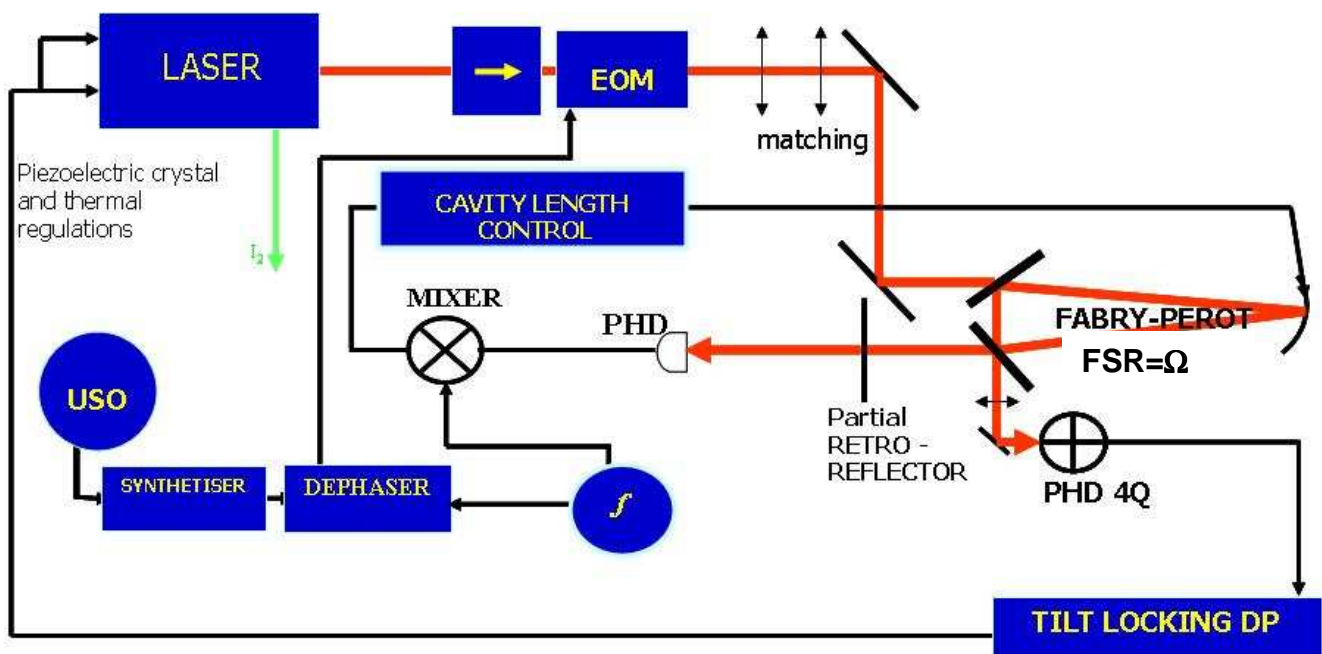 LASER
EOM
matching
Piezoelectric crystal
and thermal
regulations
I₂
CAVITY LENGTH
CONTROL
MIXER
PHD
FABRY-PEROT
FSR=Ω
USO
Partial
RETRO -
REFLECTOR
PHD 4Q
SYNTHETISER
DEPHASER
f
TILT LOCKING DP